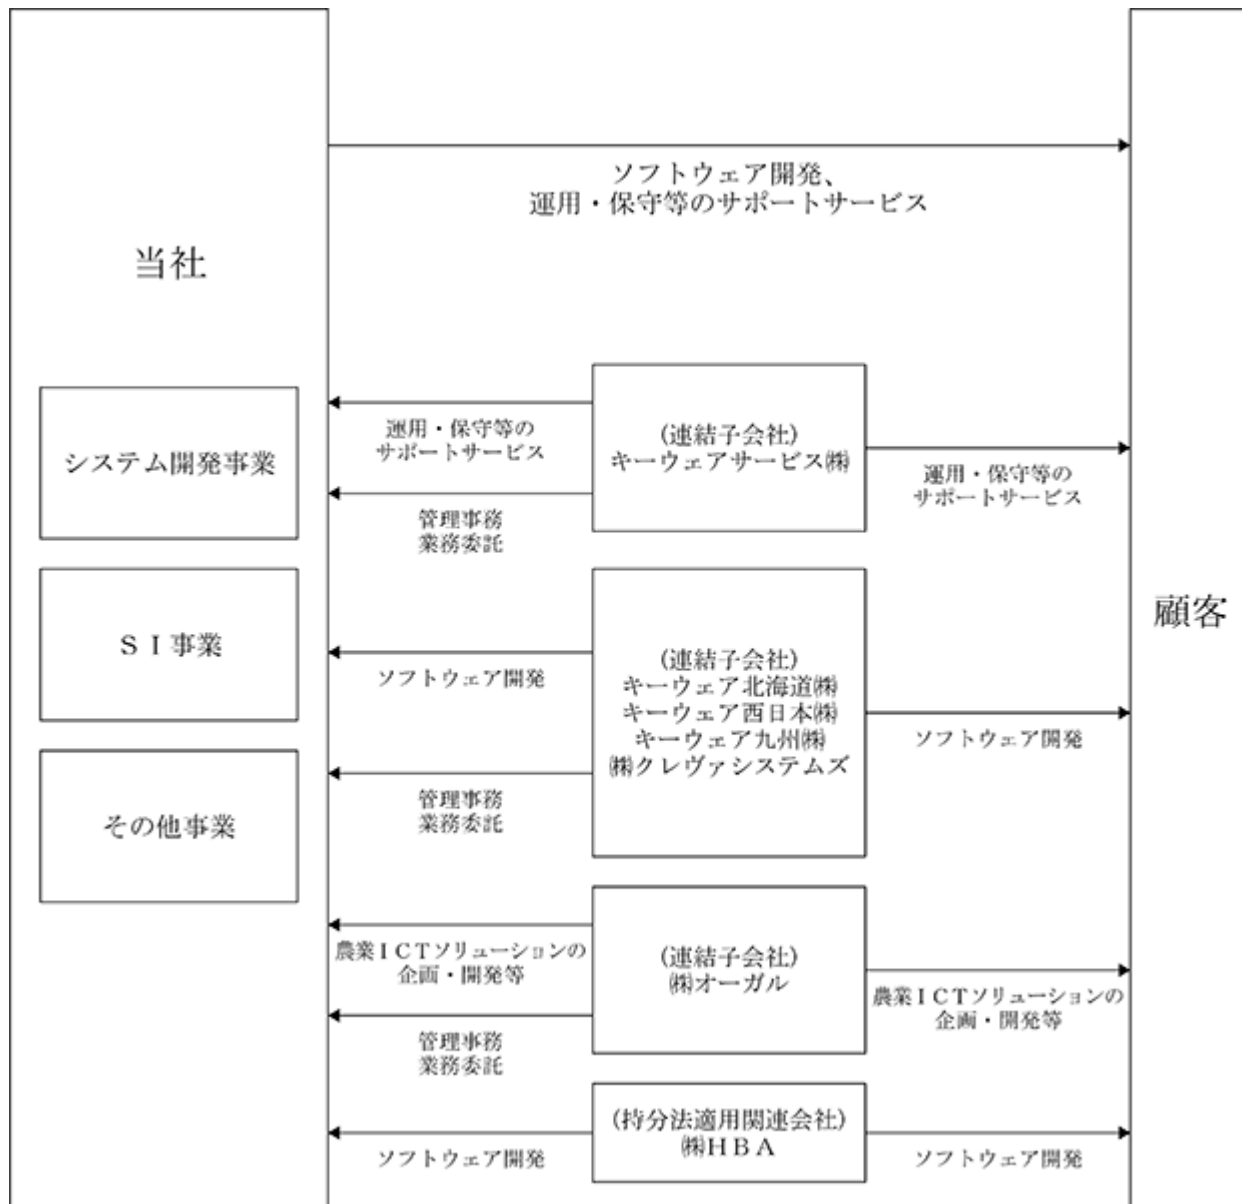 ソフトウェア開発、
運用・保守等のサポートサービス
当社
システム開発事業
ＳＩ事業
その他事業
運用・保守等の
サポートサービス
管理事務
業務委託
(連結子会社)
キーウェアサービス㈱
運用・保守等の
サポートサービス
ソフトウェア開発
管理事務
業務委託
(連結子会社)
キーウェア北海道㈱
キーウェア西日本㈱
キーウェア九州㈱
㈱クレヴァシステムズ
ソフトウェア開発
農業ＩＣＴソリューションの
企画・開発等
管理事務
業務委託
(連結子会社)
㈱オーガル
農業ＩＣＴソリューションの
企画・開発等
ソフトウェア開発
(持分法適用関連会社)
㈱ＨＢＡ
ソフトウェア開発
顧客